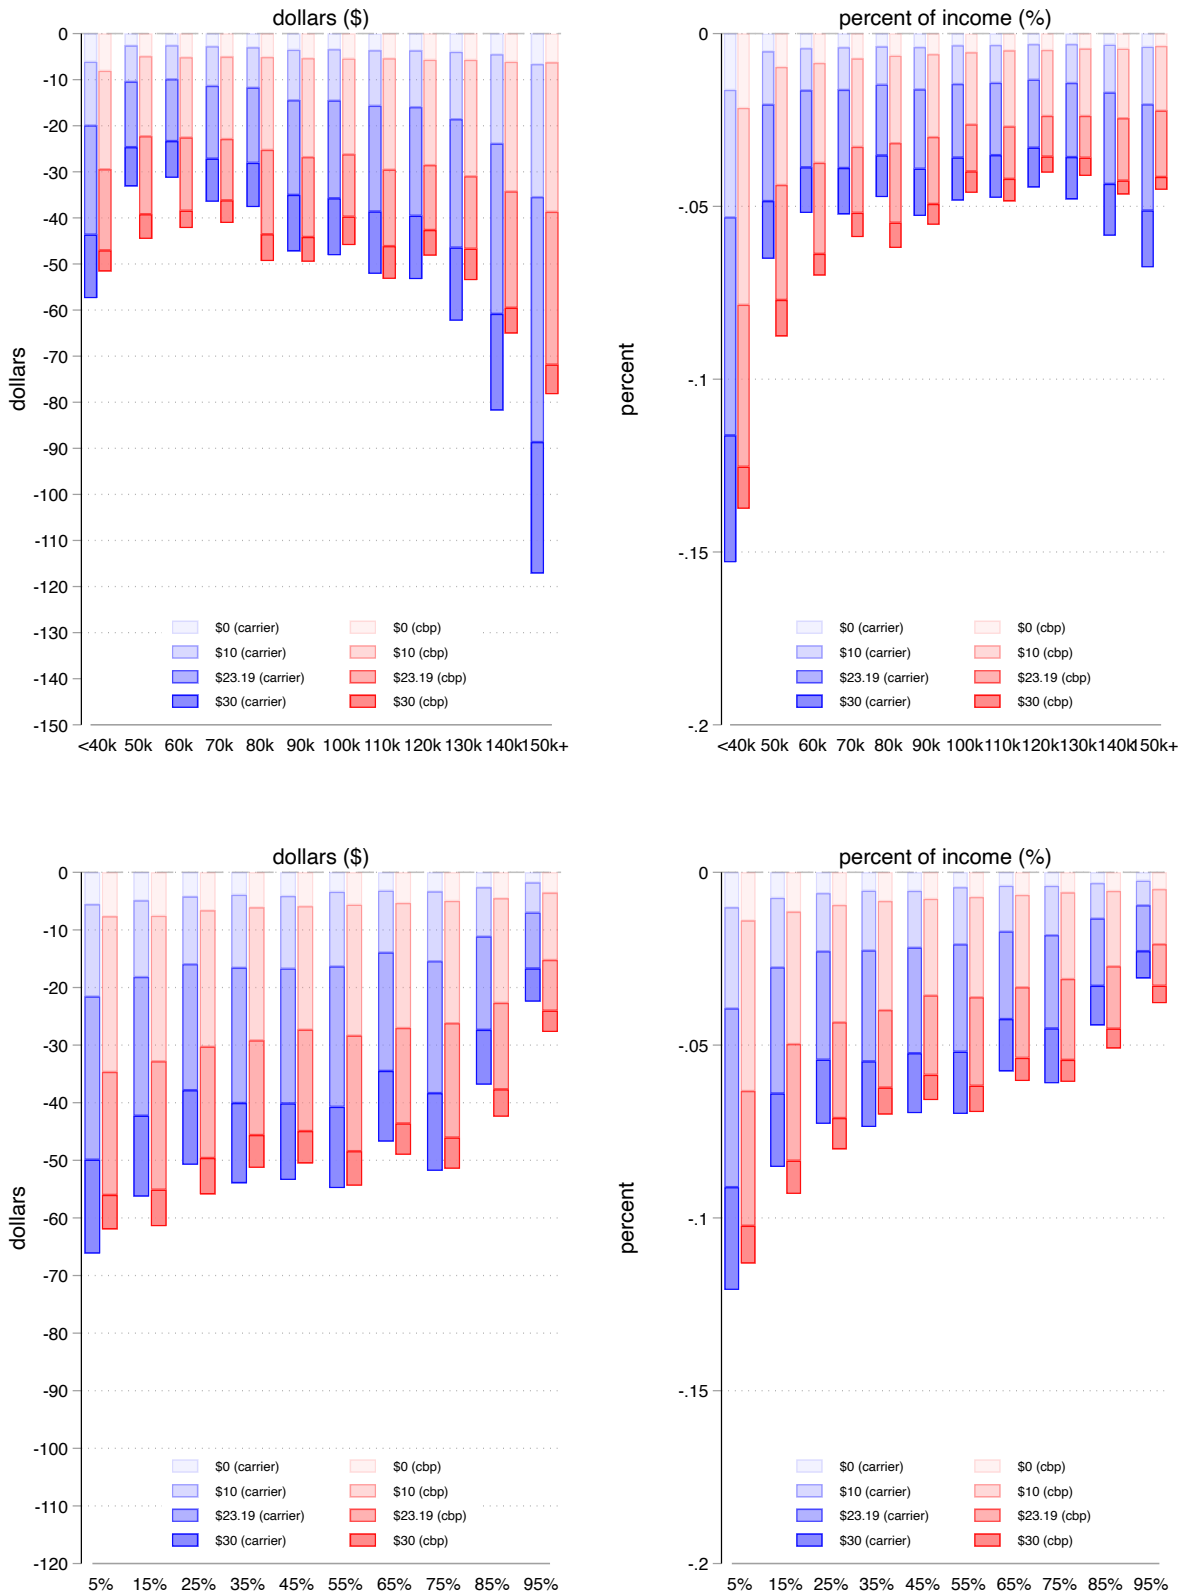 dollars ($)
percent of income (%)
0
-10
-20
-30
-40
-50
-60
-70
-80
-90
-100
-110
-120
-130
-140
-150
dollars
$0 (carrier) $0 (cbp)
$10 (carrier) $10 (cbp)
$23.19 (carrier) $23.19 (cbp)
$30 (carrier) $30 (cbp)
<40k 50k 60k 70k 80k 90k 100k 110k 120k 130k 140k 150k+
0
-.05
-.1
-.15
-.2
percent
$0 (carrier) $0 (cbp)
$10 (carrier) $10 (cbp)
$23.19 (carrier) $23.19 (cbp)
$30 (carrier) $30 (cbp)
<40k 50k 60k 70k 80k 90k 100k 110k 120k 130k 140k 150k+
dollars ($)
percent of income (%)
0
-10
-20
-30
-40
-50
-60
-70
-80
-90
-100
-110
-120
dollars
$0 (carrier) $0 (cbp)
$10 (carrier) $10 (cbp)
$23.19 (carrier) $23.19 (cbp)
$30 (carrier) $30 (cbp)
5% 15% 25% 35% 45% 55% 65% 75% 85% 95%
0
-.05
-.1
-.15
-.2
percent
$0 (carrier) $0 (cbp)
$10 (carrier) $10 (cbp)
$23.19 (carrier) $23.19 (cbp)
$30 (carrier) $30 (cbp)
5% 15% 25% 35% 45% 55% 65% 75% 85% 95%